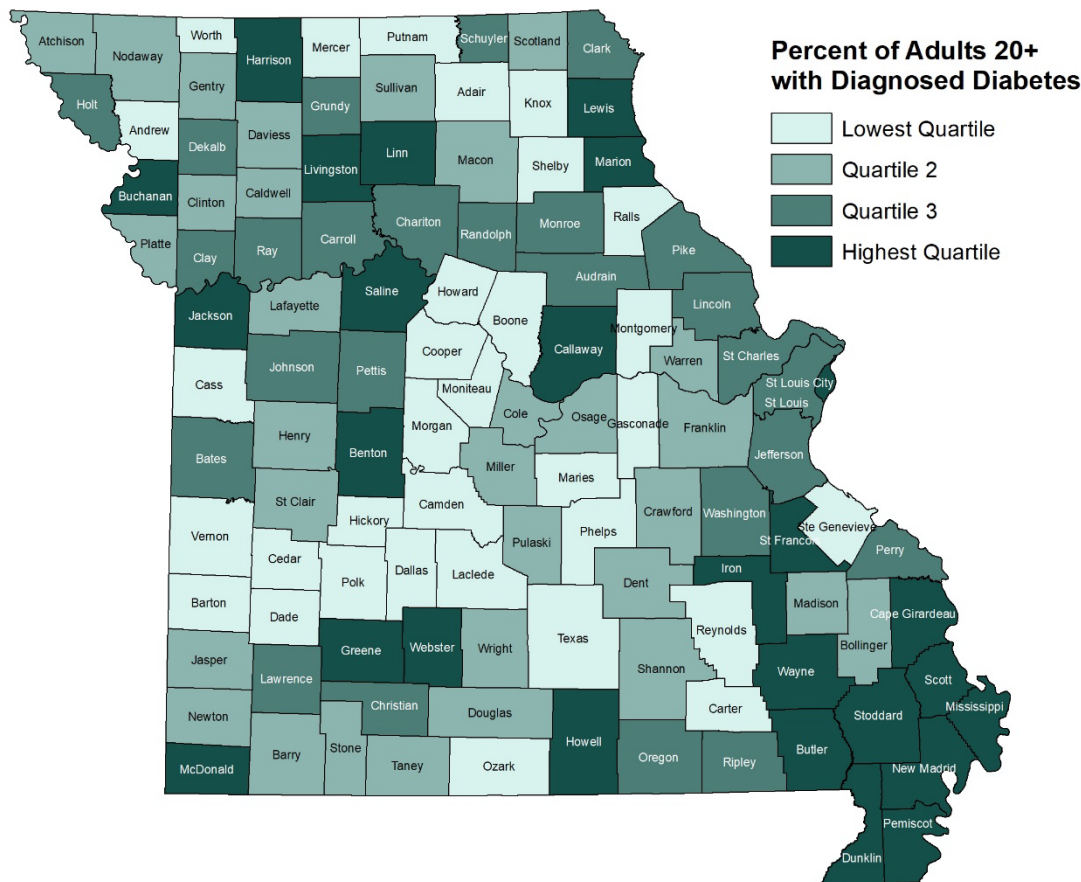 Percent of Adults 20+
with Diagnosed Diabetes
Lowest Quartile
Quartile 2
Quartile 3
Highest Quartile
Atchison
Nodaway
Worth
Harrison
Mercer
Putnam
Schuyler
Scotland
Clark
Gentry
Sullivan
Adair
Knox
Lewis
Holt
Andrew
Dekalb
Daviess
Grundy
Linn
Macon
Shelby
Marion
Livingston
Buchanan
Clinton
Caldwell
Chariton
Randolph
Monroe
Ralls
Platte
Clay
Ray
Carroll
Pike
Audrain
Saline
Howard
Boone
Lincoln
Jackson
Lafayette
Callaway
Montgomery
Cooper
Warren
St Charles
Johnson
Pettis
Cass
Moniteau
St Louis City
St Louis
Cole
Osage
Gasconade
Franklin
Morgan
Henry
Benton
Jefferson
Bates
Miller
Maries
St Clair
Camden
Crawford
Washington
Hickory
Phelps
Ste Genevieve
St Francois
Vernon
Pulaski
Perry
Cedar
Polk
Dallas
Laclede
Iron
Dent
Barton
Dade
Madison
Cape Girardeau
Reynolds
Texas
Bollinger
Greene
Webster
Wright
Jasper
Shannon
Wayne
Lawrence
Scott
Mississippi
Christian
Douglas
Carter
Stoddard
Newton
Howell
Butler
Barry
Stone
Taney
Ozark
Oregon
Ripley
McDonald
New Madrid
Pemiscot
Dunklin